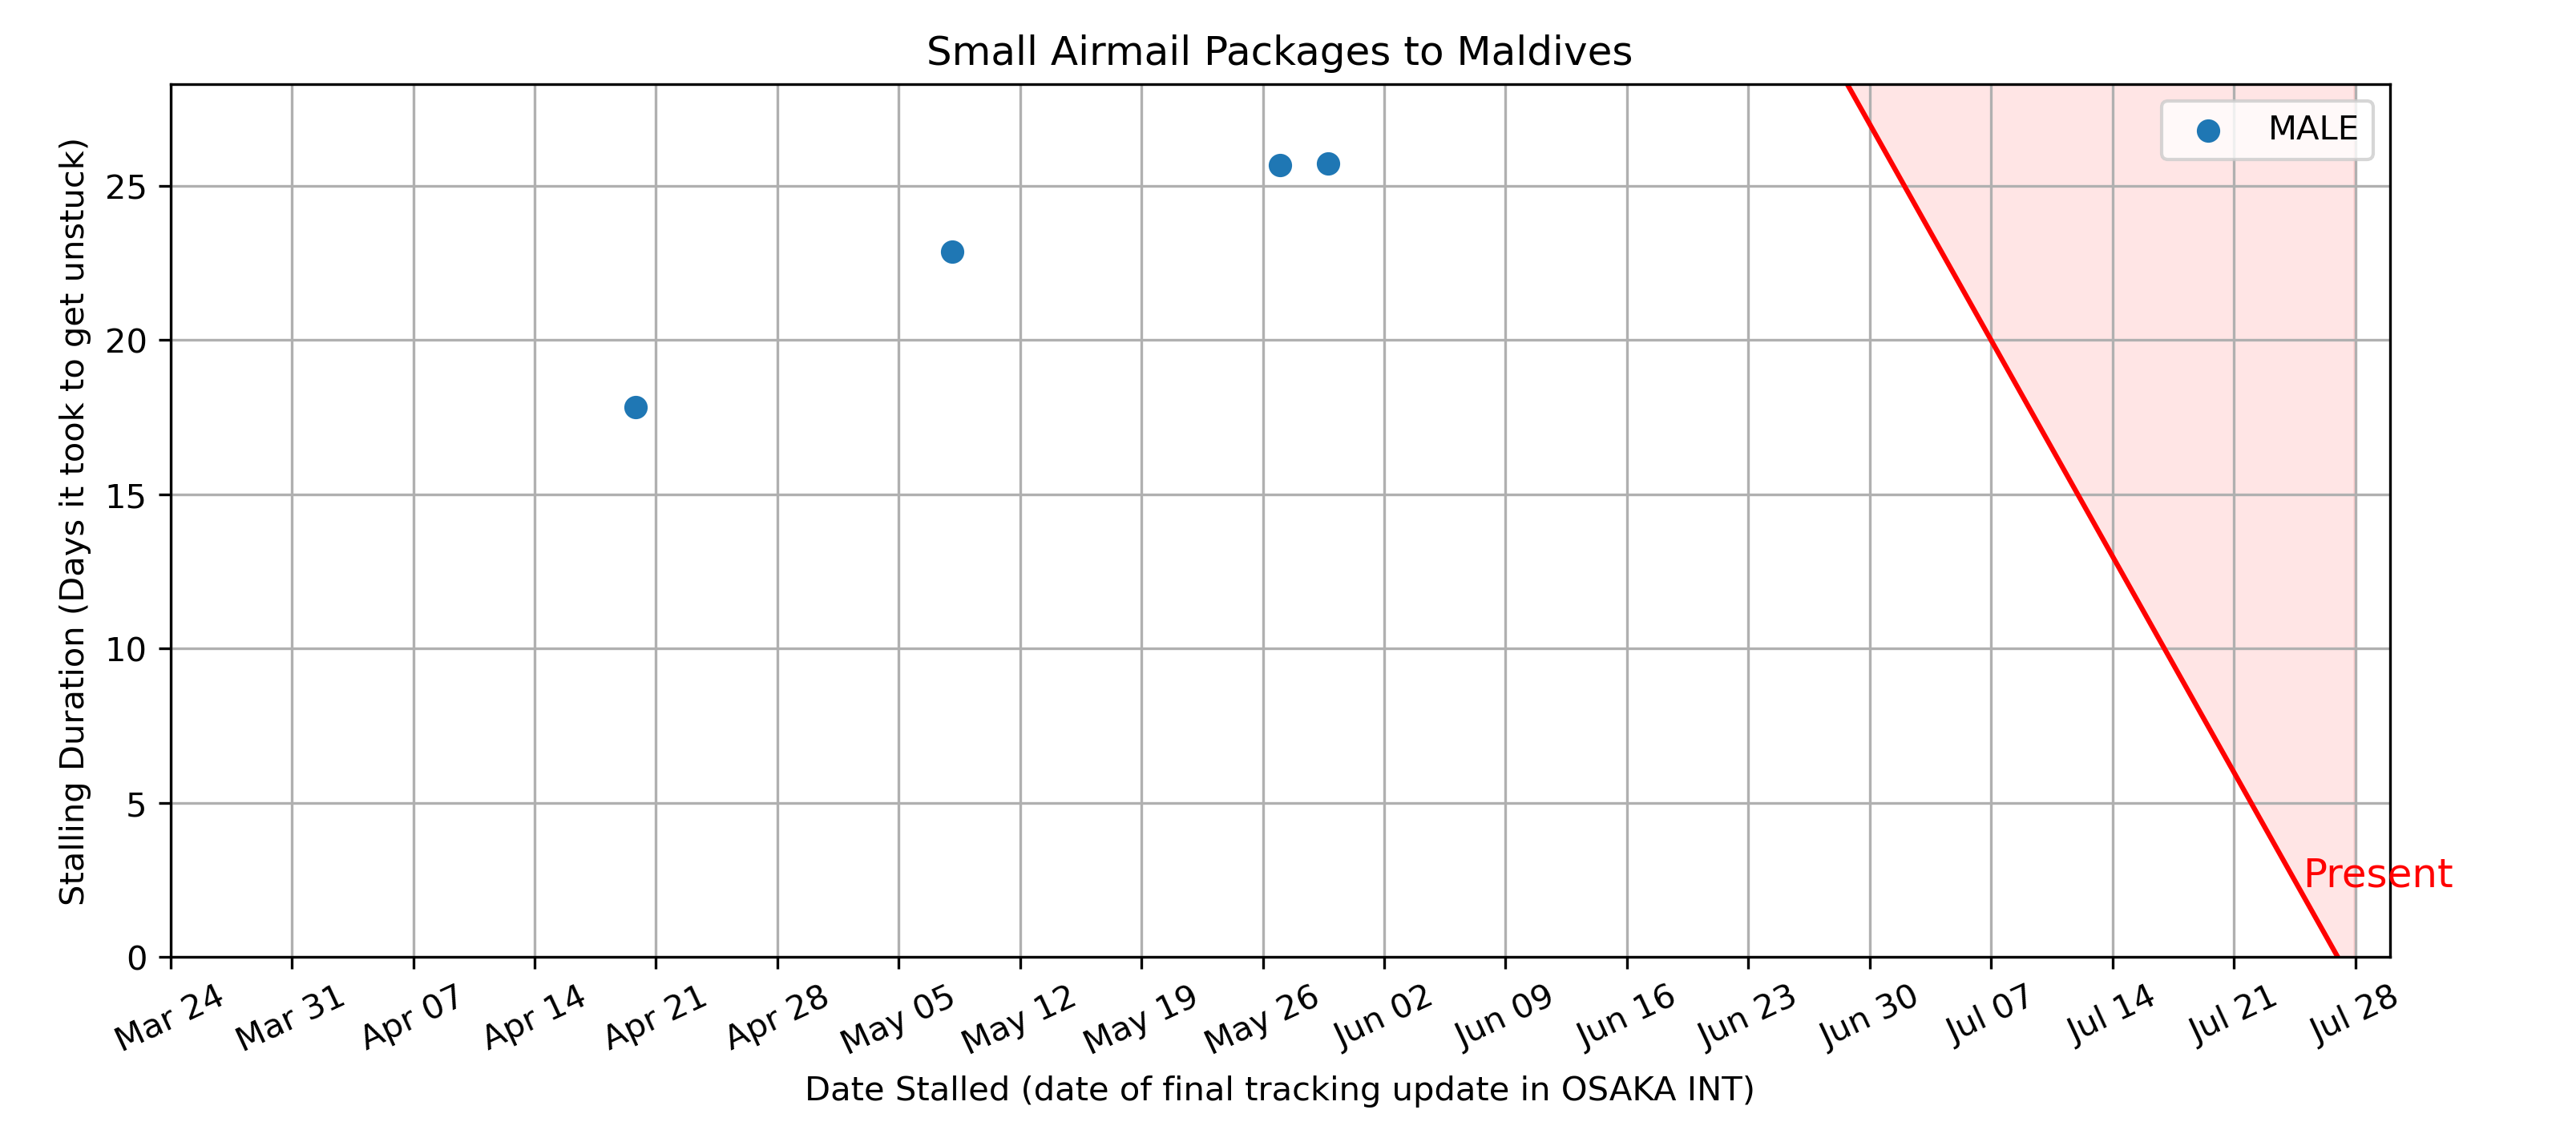 Small Airmail Packages to Maldives
MALE
Stalling Duration (Days it took to get unstuck)
25
20
15
10
5
0
Present
Mar 24 Mar 31 Apr 07 Apr 14 Apr 21 Apr 28 May 05 May 12 May 19 May 26 Jun 02 Jun 09 Jun 16 Jun 23 Jun 30 Jul 07 Jul 14 Jul 21 Jul 28
Date Stalled (date of final tracking update in OSAKA INT)